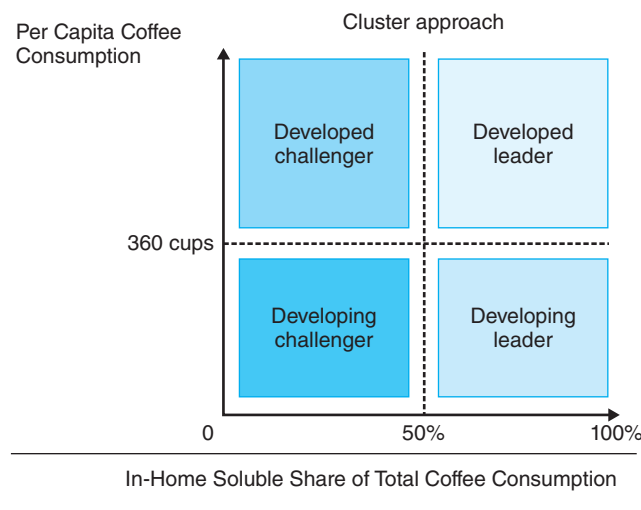 Cluster approach
Per Capita Coffee
Consumption
Developed
challenger
Developed
leader
360 cups
Developing
challenger
Developing
leader
0
50%
100%
In-Home Soluble Share of Total Coffee Consumption